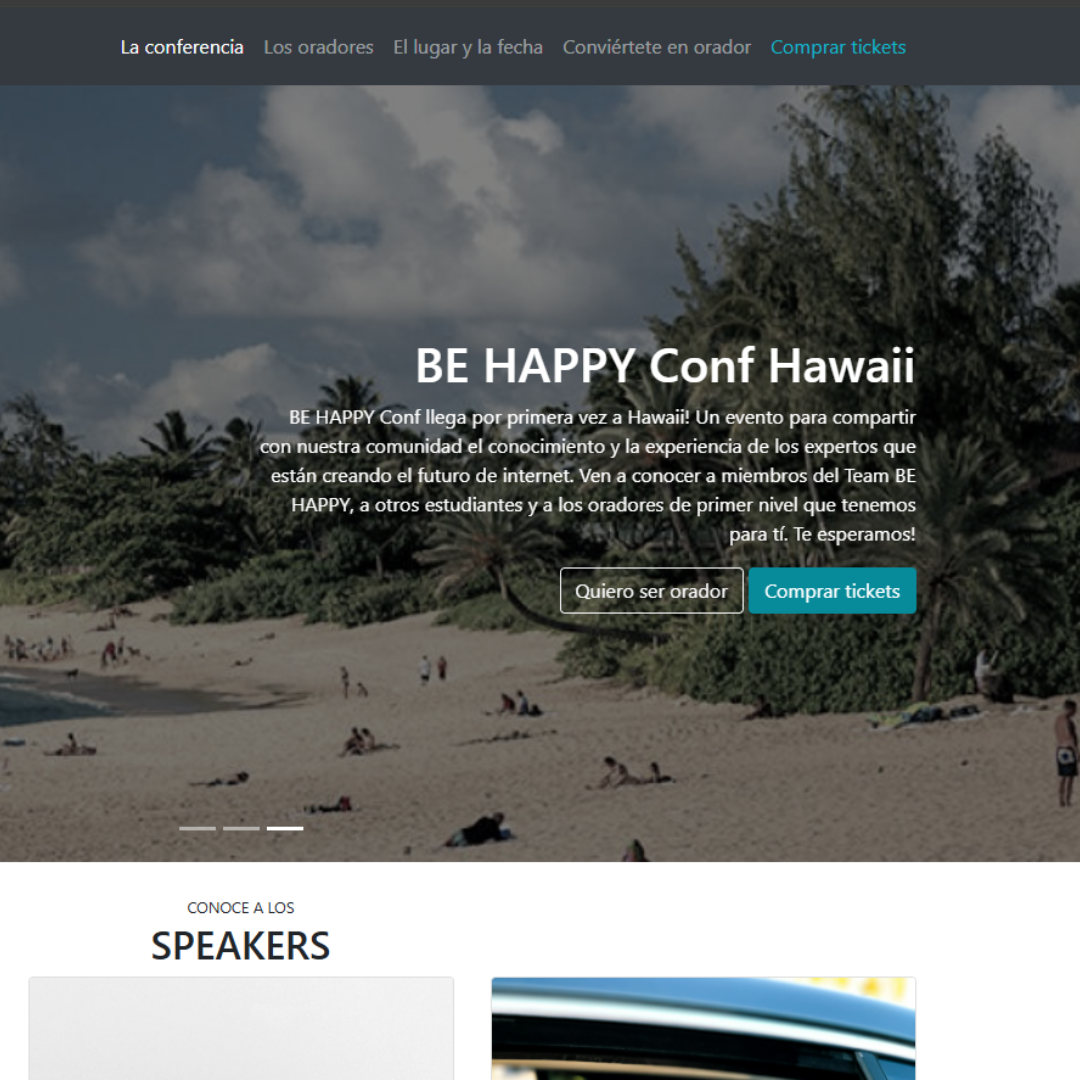 La conferencia Los oradores El lugar y la fecha Conviértete en orador Comprar tickets
BE HAPPY Conf Hawaii
BE HAPPY Conf llega por primera vez a Hawaii! Un evento para compartir
con nuestra comunidad el conocimiento y la experiencia de los expertos que
están creando el futuro de internet. Ven a conocer a miembros del Team BE
HAPPY, a otros estudiantes y a los oradores de primer nivel que tenemos
para tí. Te esperamos!
Quiero ser orador Comprar tickets
CONOCE A LOS
SPEAKERS